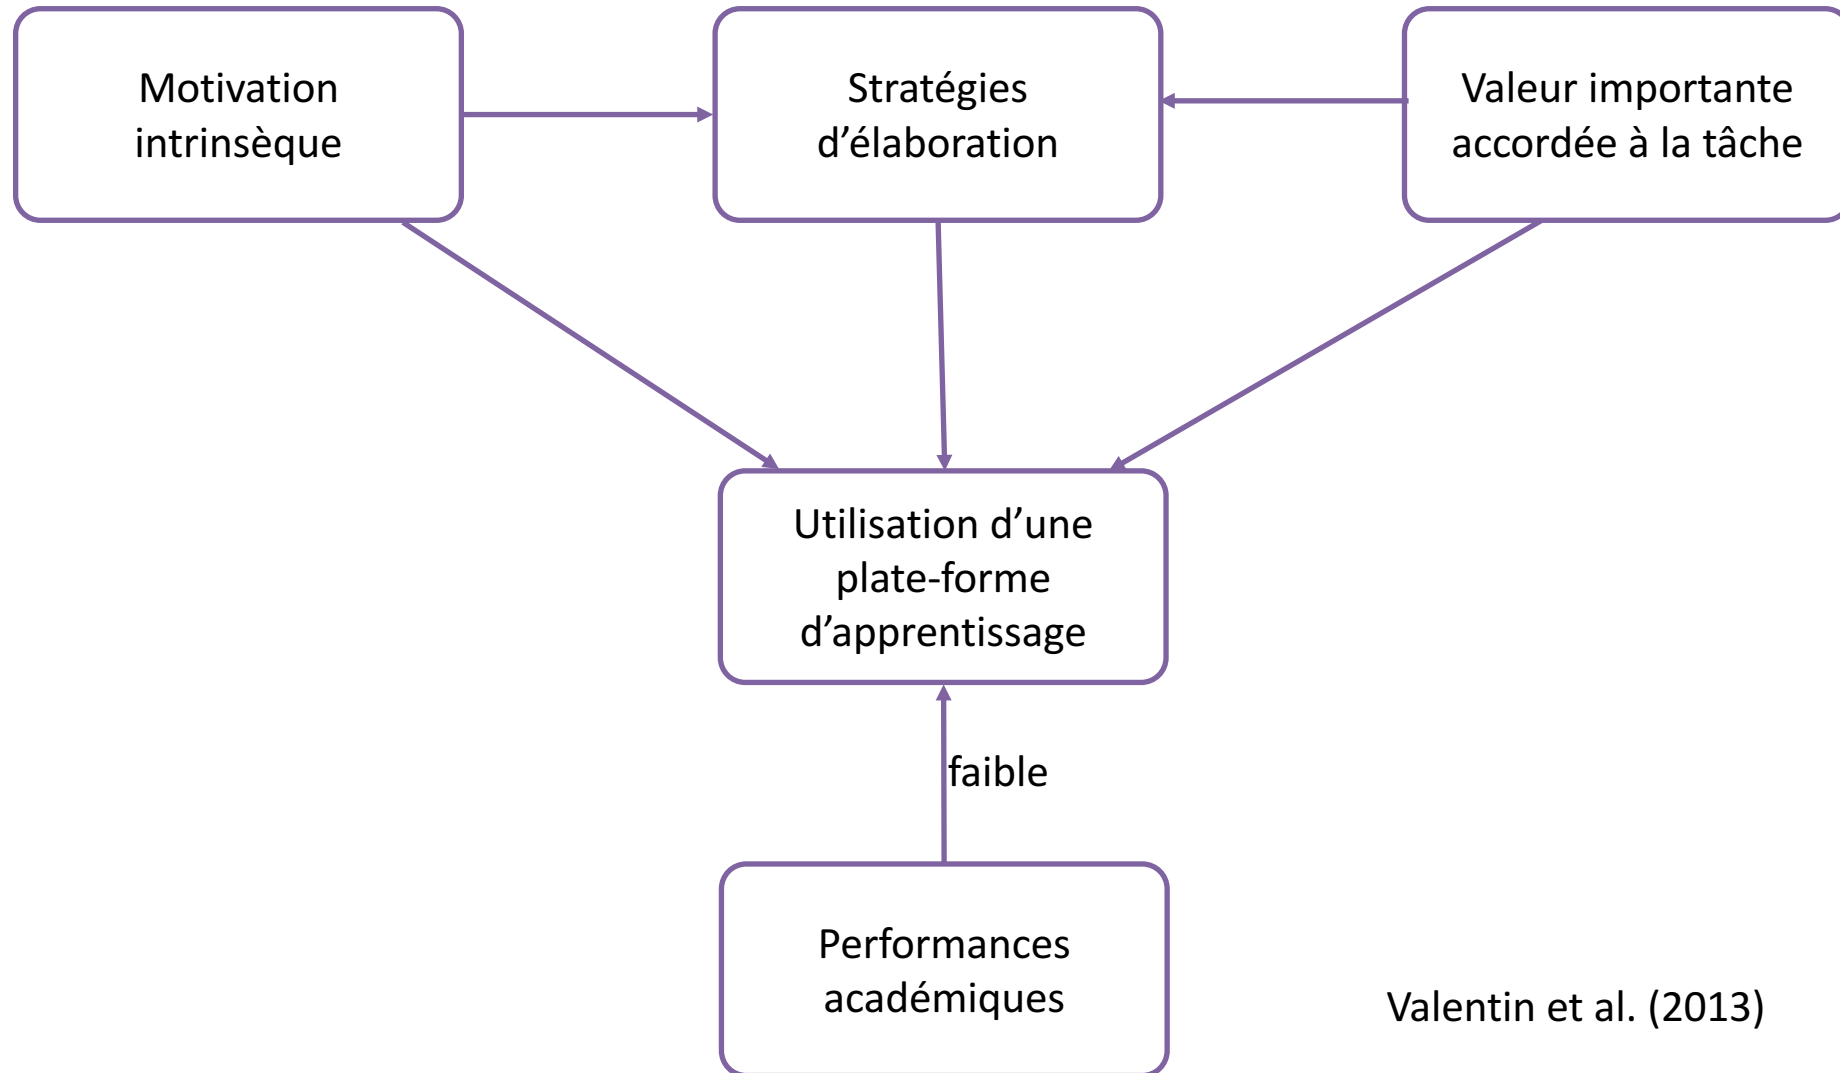 Motivation
intrinsèque
Stratégies
d’élaboration
Valeur importante
accordée à la tâche
Utilisation d’une
plate-forme
d’apprentissage
faible
Performances
académiques
Valentin et al. (2013)